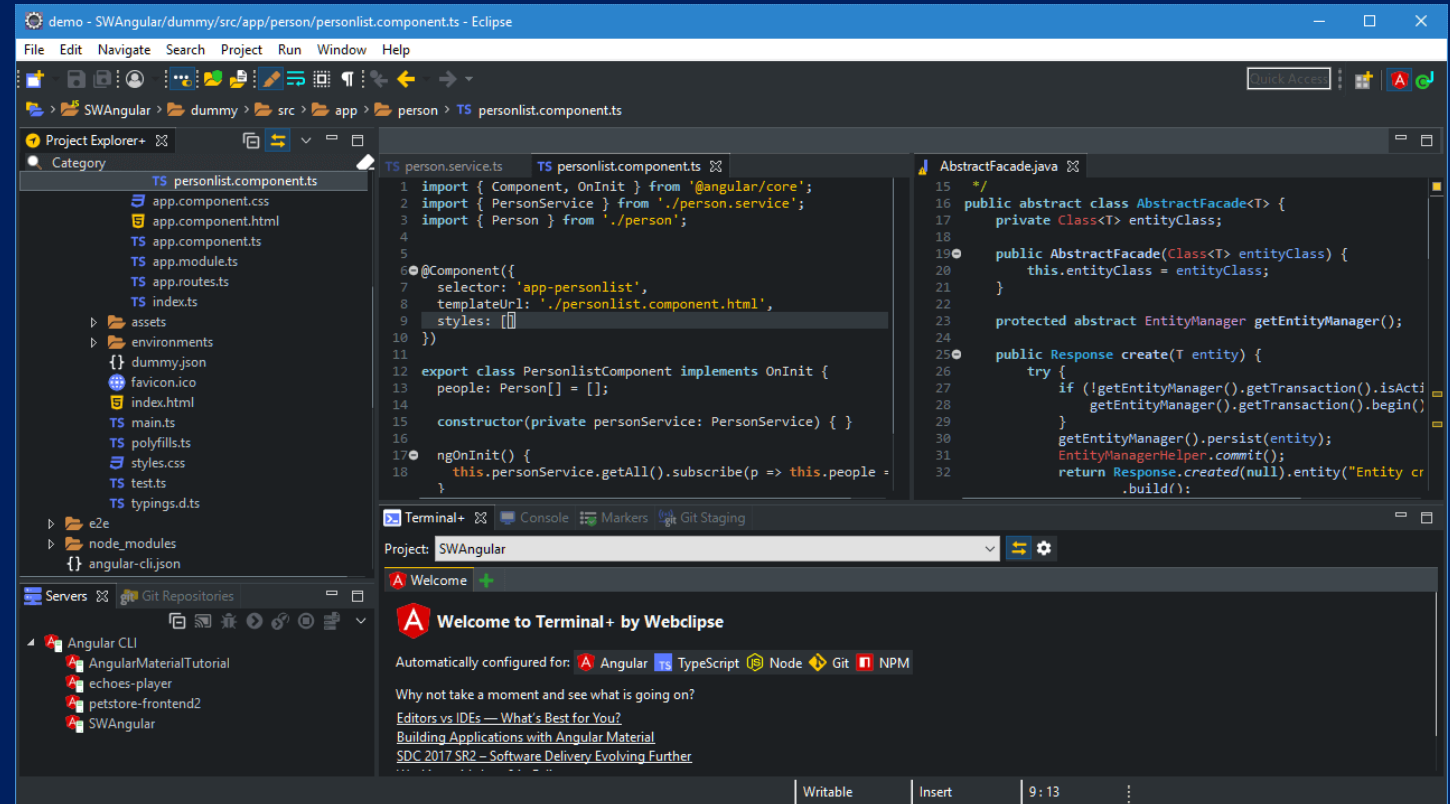 demo - SWAngular/dummy/src/app/person/personlist.component.ts - Eclipse
File Edit Navigate Search Project Run Window Help
Quick Access
SWAngular > dummy > src > app > person > TS personlist.component.ts
Project Explorer+
Category
TS personlist.component.ts
app.component.css
app.component.html
TS app.component.ts
TS app.module.ts
TS app.routes.ts
TS index.ts
assets
environments
{} dummy.json
favicon.ico
index.html
TS main.ts
TS polyfills.ts
styles.css
TS test.ts
TS typings.d.ts
e2e
node_modules
{} angular-cli.json
Servers Git Repositories
Angular CLI
AngularMaterialTutorial
echoes-player
petstore-frontend2
SWAngular
TS person.service.ts TS personlist.component.ts
1 import { Component, OnInit } from '@angular/core';
2 import { PersonService } from './person.service';
3 import { Person } from './person';
4
5
6 @Component({
7 selector: 'app-personlist',
8 templateUrl: './personlist.component.html',
9 styles: []
10 })
11
12 export class PersonlistComponent implements OnInit {
13 people: Person[] = [];
14
15 constructor(private personService: PersonService) { }
16
17 ngOnInit() {
18 this.personService.getAll().subscribe(p => this.people =
}
AbstractFacade.java
15 */
16 public abstract class AbstractFacade<T> {
17 private Class<T> entityClass;
18
19 public AbstractFacade(Class<T> entityClass) {
20 this.entityClass = entityClass;
21 }
22
23 protected abstract EntityManager getEntityManager();
24
25 public Response create(T entity) {
26 try {
27 if (!getEntityManager().getTransaction().isActi
28 getEntityManager().getTransaction().begin()
29 }
30 getEntityManager().persist(entity);
31 EntityManagerHelper.commit();
32 return Response.created(null).entity("Entity cr
.build();
Terminal+ Console Markers Git Staging
Project: SWAngular
Welcome
Welcome to Terminal+ by Webclipse
Automatically configured for: Angular TS TypeScript Node Git NPM
Why not take a moment and see what is going on?
Editors vs IDEs — What's Best for You?
Building Applications with Angular Material
SDC 2017 SR2 – Software Delivery Evolving Further
Writable Insert 9 : 13